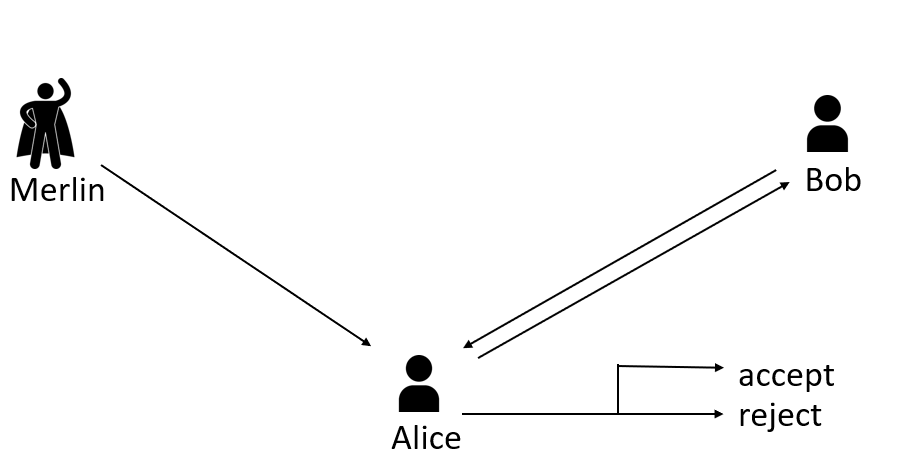 Merlin
Bob
accept
reject
Alice